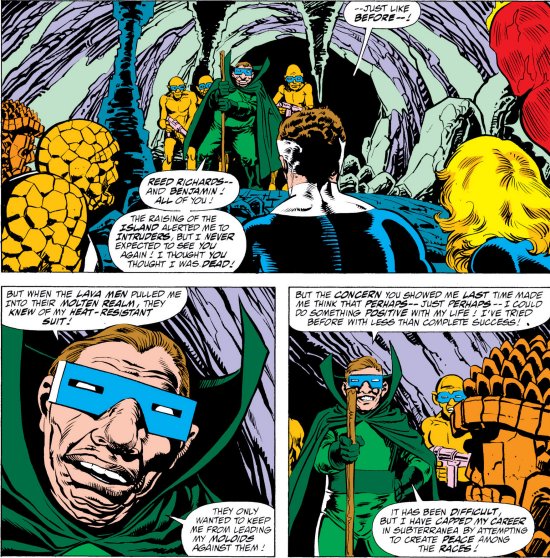 --JUST LIKE
BEFORE--!
REED RICHARDS--
AND BENJAMIN!
ALL OF YOU!
THE RAISING OF THE
ISLAND ALERTED ME TO
INTRUDERS, BUT I NEVER
EXPECTED TO SEE YOU
AGAIN! I THOUGHT YOU
THOUGHT I WAS DEAD!
BUT WHEN THE LAVA MEN PULLED ME
INTO THEIR MOLTEN REALM, THEY
KNEW OF MY HEAT-RESISTANT
SUIT!
THEY ONLY
WANTED TO KEEP
ME FROM LEADING
MY MOLOIDS
AGAINST THEM!
BUT THE CONCERN YOU SHOWED ME LAST TIME MADE
ME THINK THAT PERHAPS-- JUST PERHAPS-- I COULD
DO SOMETHING POSITIVE WITH MY LIFE! I'VE TRIED
BEFORE WITH LESS THAN COMPLETE SUCCESS!
IT HAS BEEN DIFFICULT,
BUT I HAVE CAPPED MY CAREER
IN SUBTERRANEA BY ATTEMPTING
TO CREATE PEACE AMONG
THE RACES!